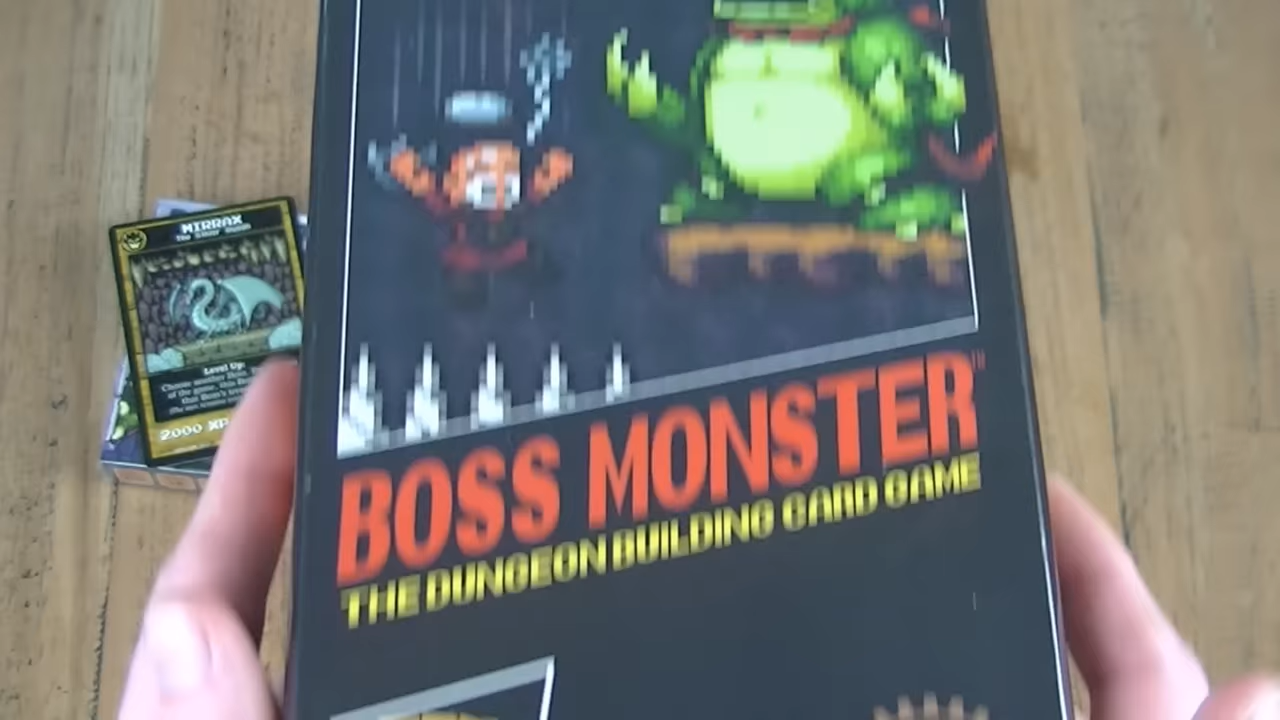 MIRRAX
Level Up:
2000 XP
BOSS MONSTER™
THE DUNGEON BUILDING CARD GAME